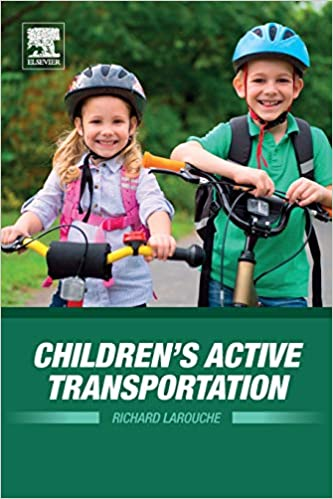 ELSEVIER
CHILDREN'S ACTIVE
TRANSPORTATION
RICHARD LAROUCHE